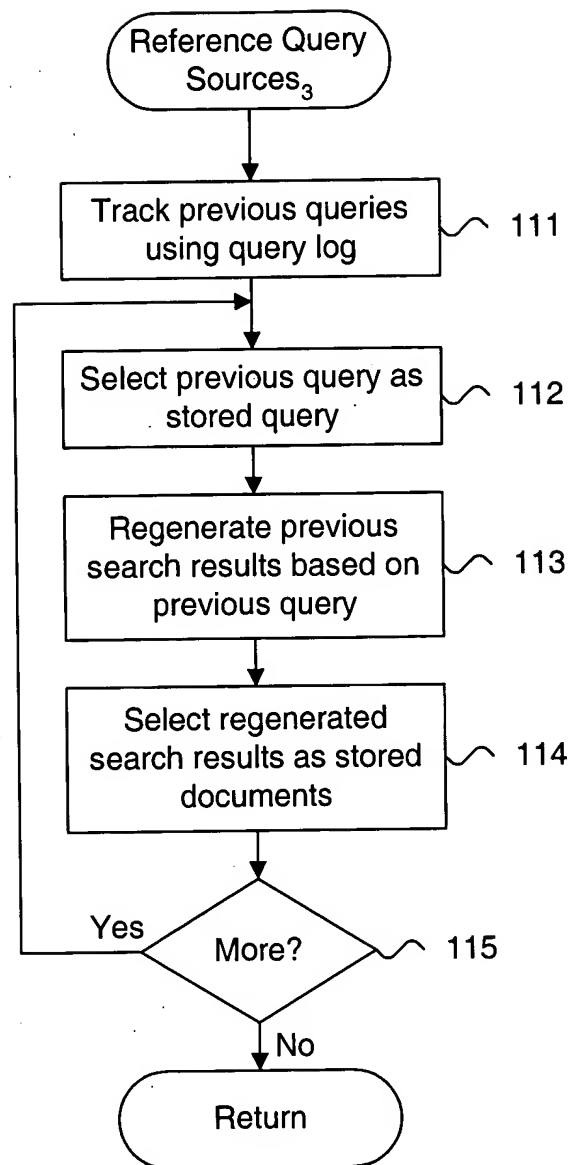 Reference Query
Sources₃
Track previous queries
using query log
111
Select previous query as
stored query
112
Regenerate previous
search results based on
previous query
113
Select regenerated
search results as stored
documents
114
Yes
More?
115
No
Return